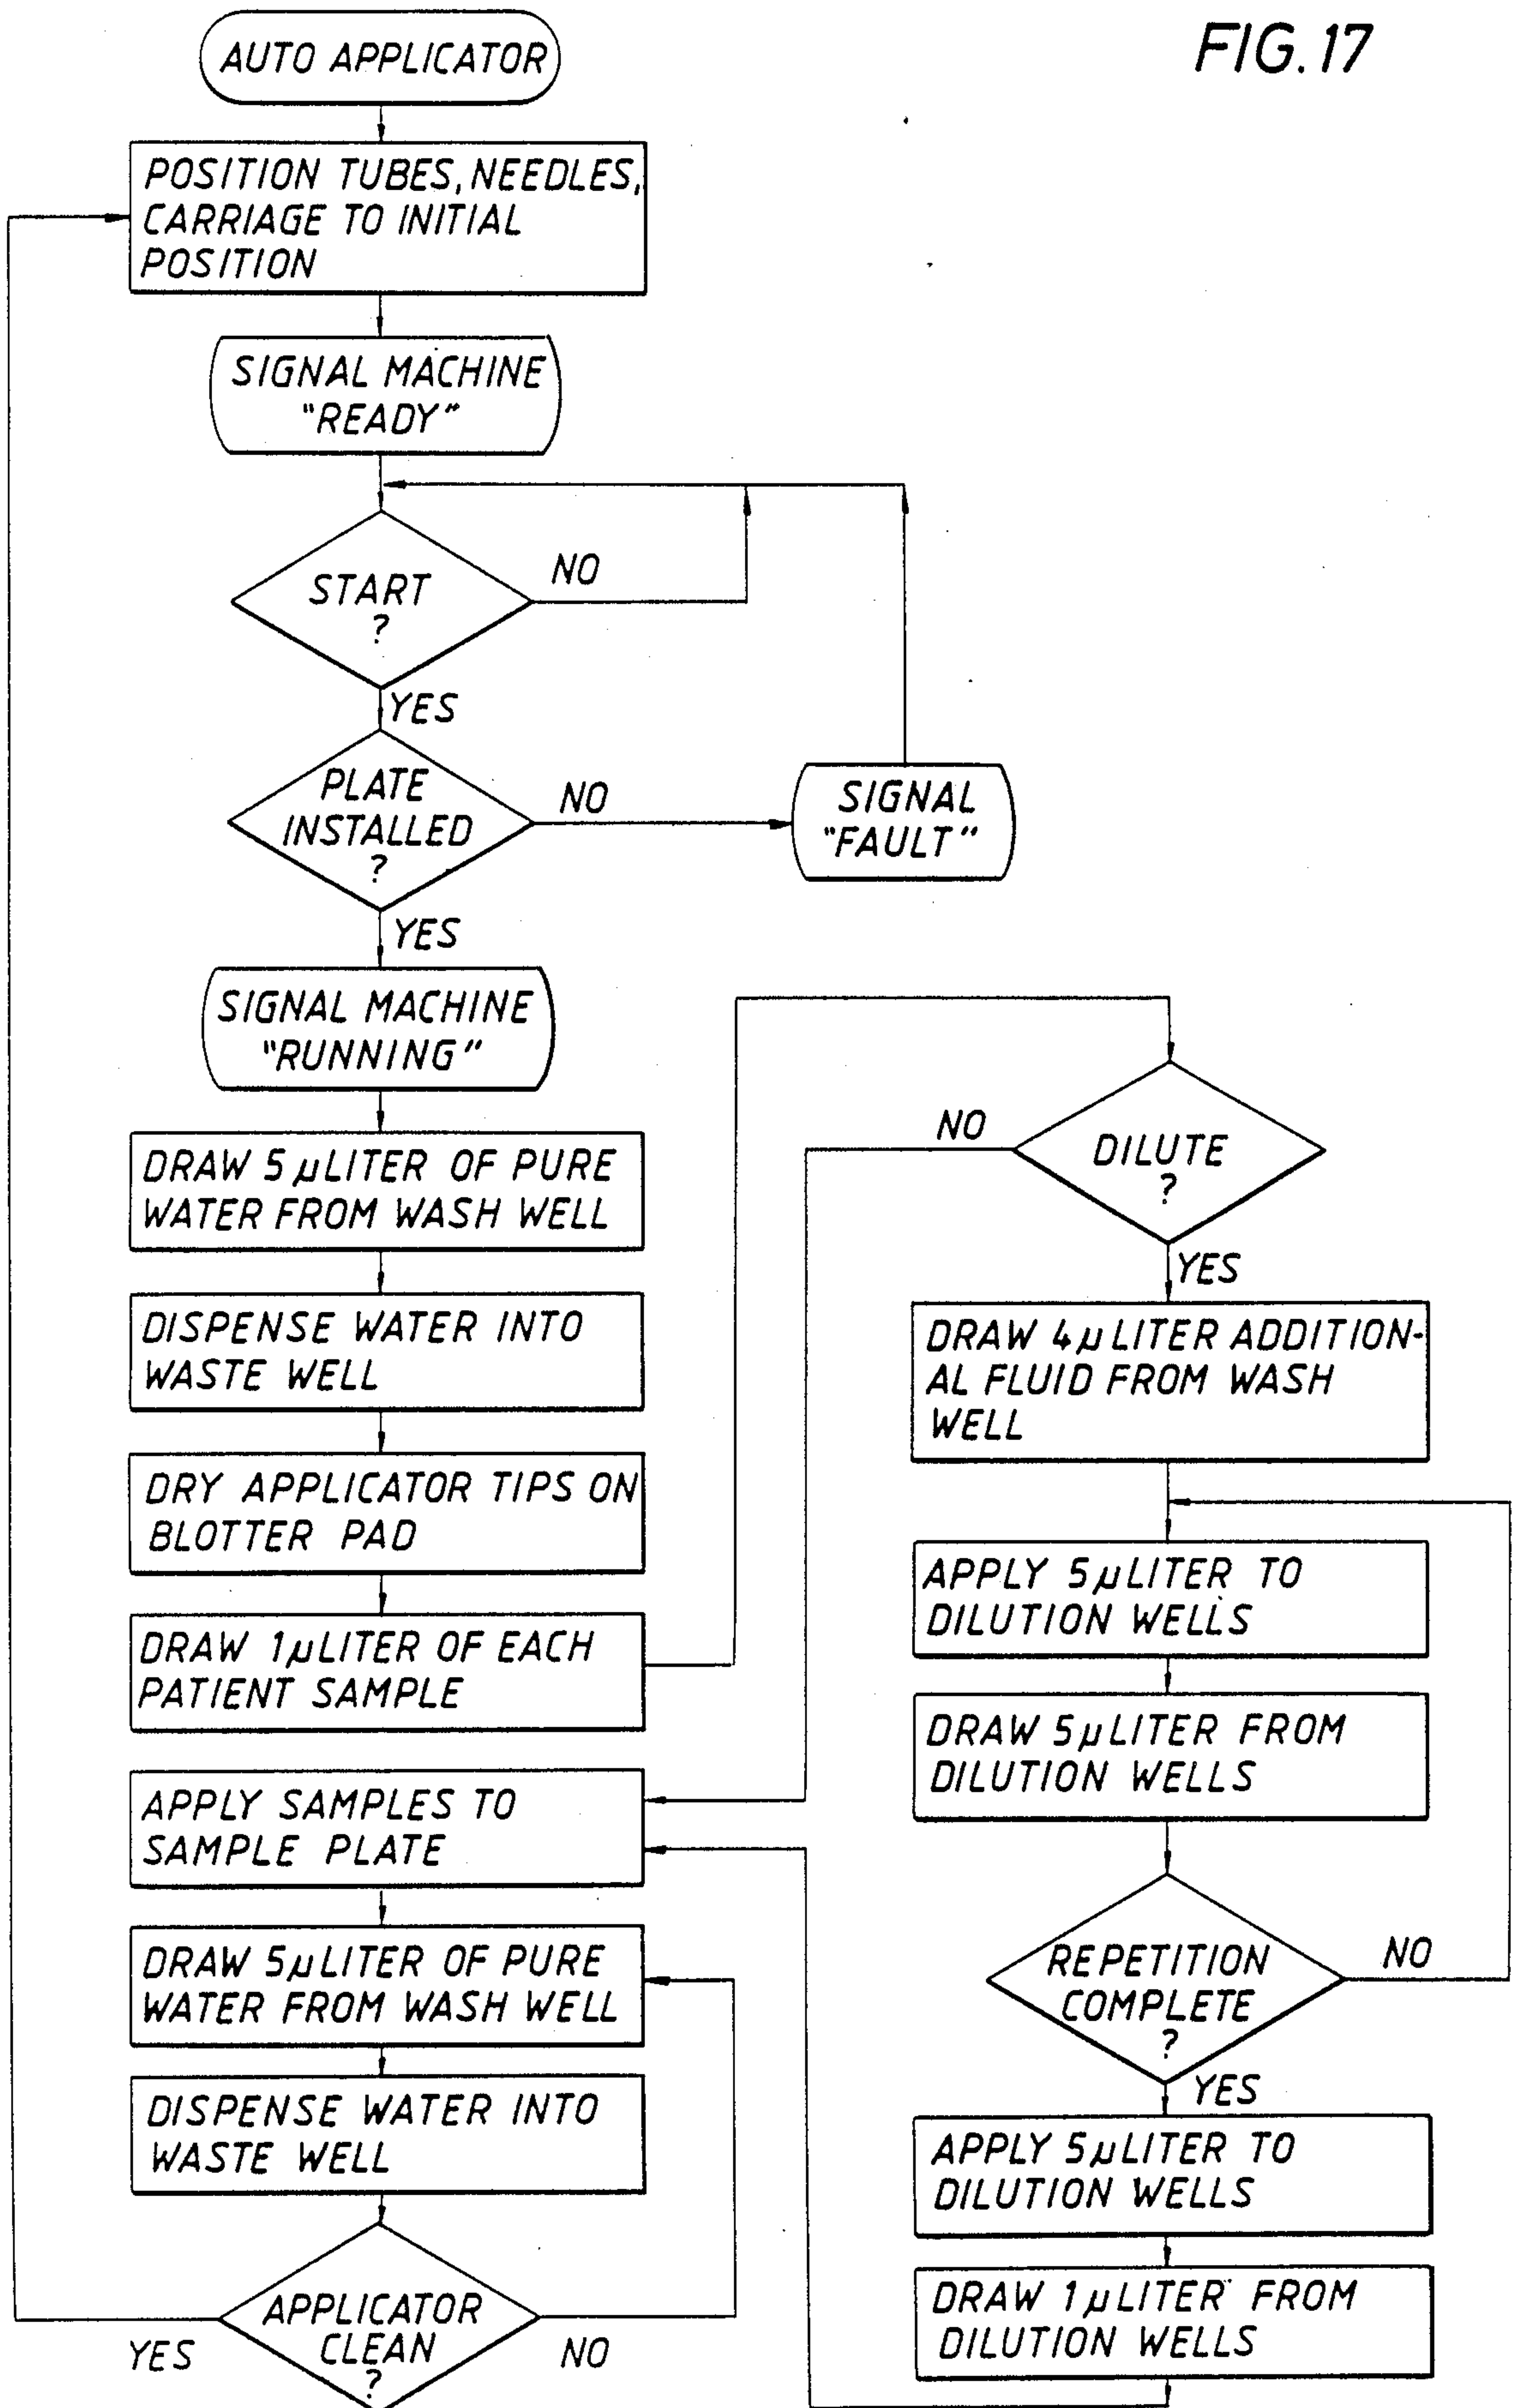 FIG. 17
AUTO APPLICATOR
POSITION TUBES, NEEDLES,
CARRIAGE TO INITIAL
POSITION
SIGNAL MACHINE
"READY"
START
?
NO
YES
PLATE
INSTALLED
?
NO
SIGNAL
"FAULT"
YES
SIGNAL MACHINE
"RUNNING"
DRAW 5 μLITER OF PURE
WATER FROM WASH WELL
DISPENSE WATER INTO
WASTE WELL
DRY APPLICATOR TIPS ON
BLOTTER PAD
DRAW 1 μLITER OF EACH
PATIENT SAMPLE
DILUTE
?
NO
YES
DRAW 4 μ LITER ADDITION-
AL FLUID FROM WASH
WELL
APPLY 5 μLITER TO
DILUTION WELLS
DRAW 5 μLITER FROM
DILUTION WELLS
REPETITION
COMPLETE
?
NO
YES
APPLY 5 μLITER TO
DILUTION WELLS
DRAW 1 μLITER FROM
DILUTION WELLS
APPLY SAMPLES TO
SAMPLE PLATE
DRAW 5 μLITER OF PURE
WATER FROM WASH WELL
DISPENSE WATER INTO
WASTE WELL
APPLICATOR
CLEAN
?
YES
NO